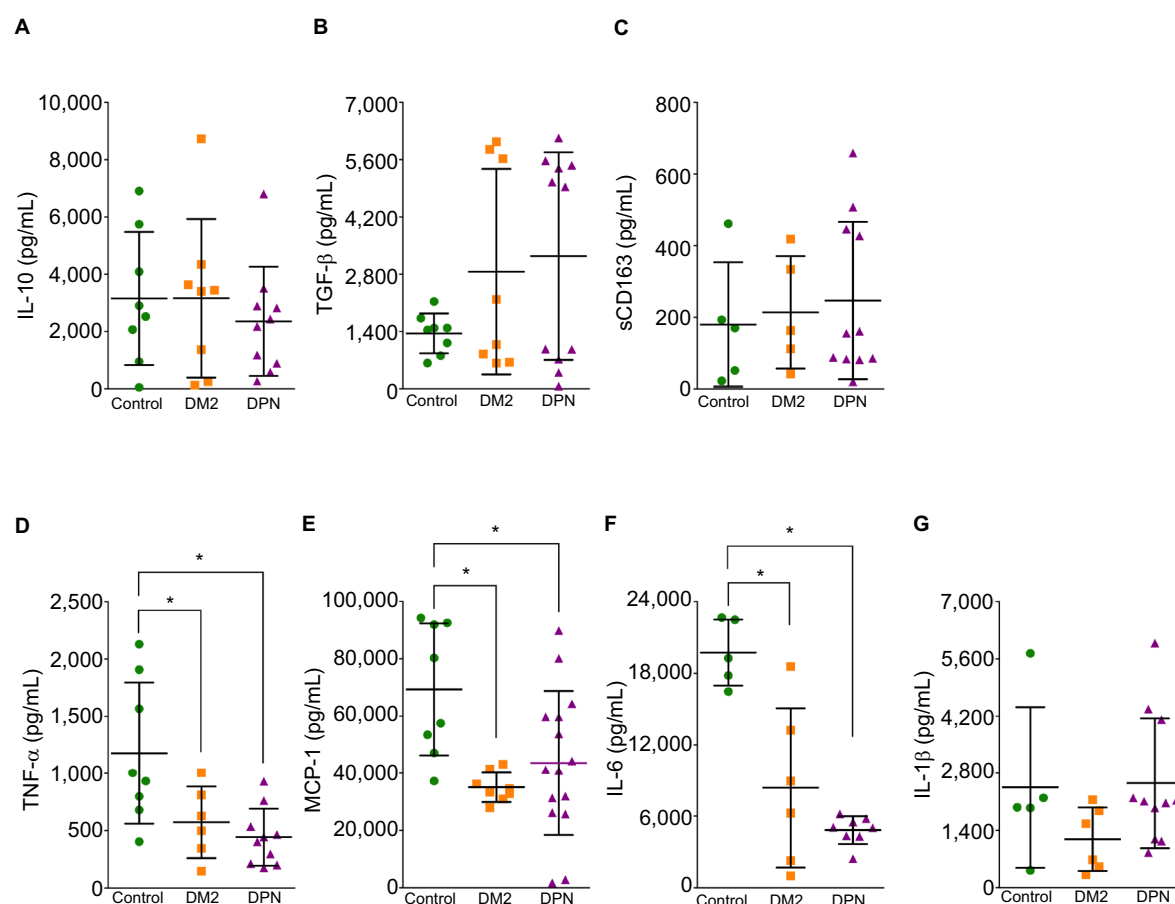 A
IL-10 (pg/mL)
10,000
8,000
6,000
4,000
2,000
0
Control DM2 DPN
B
TGF-β (pg/mL)
7,000
5,600
4,200
2,800
1,400
0
Control DM2 DPN
C
sCD163 (pg/mL)
800
600
400
200
0
Control DM2 DPN
D
TNF-α (pg/mL)
2,500
2,000
1,500
1,000
500
0
*
*
Control DM2 DPN
E
MCP-1 (pg/mL)
100,000
80,000
60,000
40,000
20,000
0
*
*
Control DM2 DPN
F
IL-6 (pg/mL)
24,000
18,000
12,000
6,000
0
*
*
Control DM2 DPN
G
IL-1β (pg/mL)
7,000
5,600
4,200
2,800
1,400
0
Control DM2 DPN